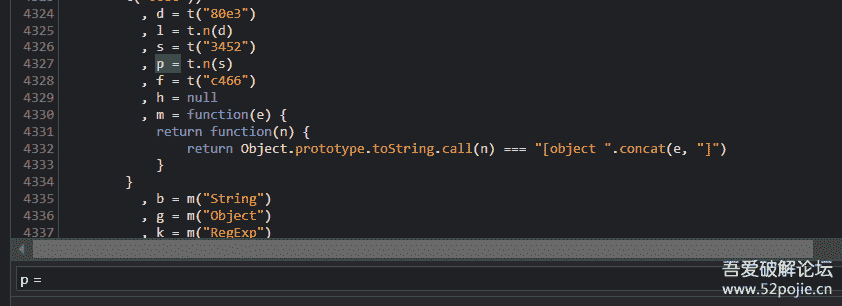 4324 , d = t("80e3")
4325 , l = t.n(d)
4326 , s = t("3452")
4327 , p = t.n(s)
4328 , f = t("c466")
4329 , h = null
4330 , m = function(e) {
4331 return function(n) {
4332 return Object.prototype.toString.call(n) === "[object ".concat(e, "]")
4333 }
4334 }
4335 , b = m("String")
4336 , g = m("Object")
4337 , k = m("RegExp")
p =
吾爱破解论坛
www.52pojie.cn